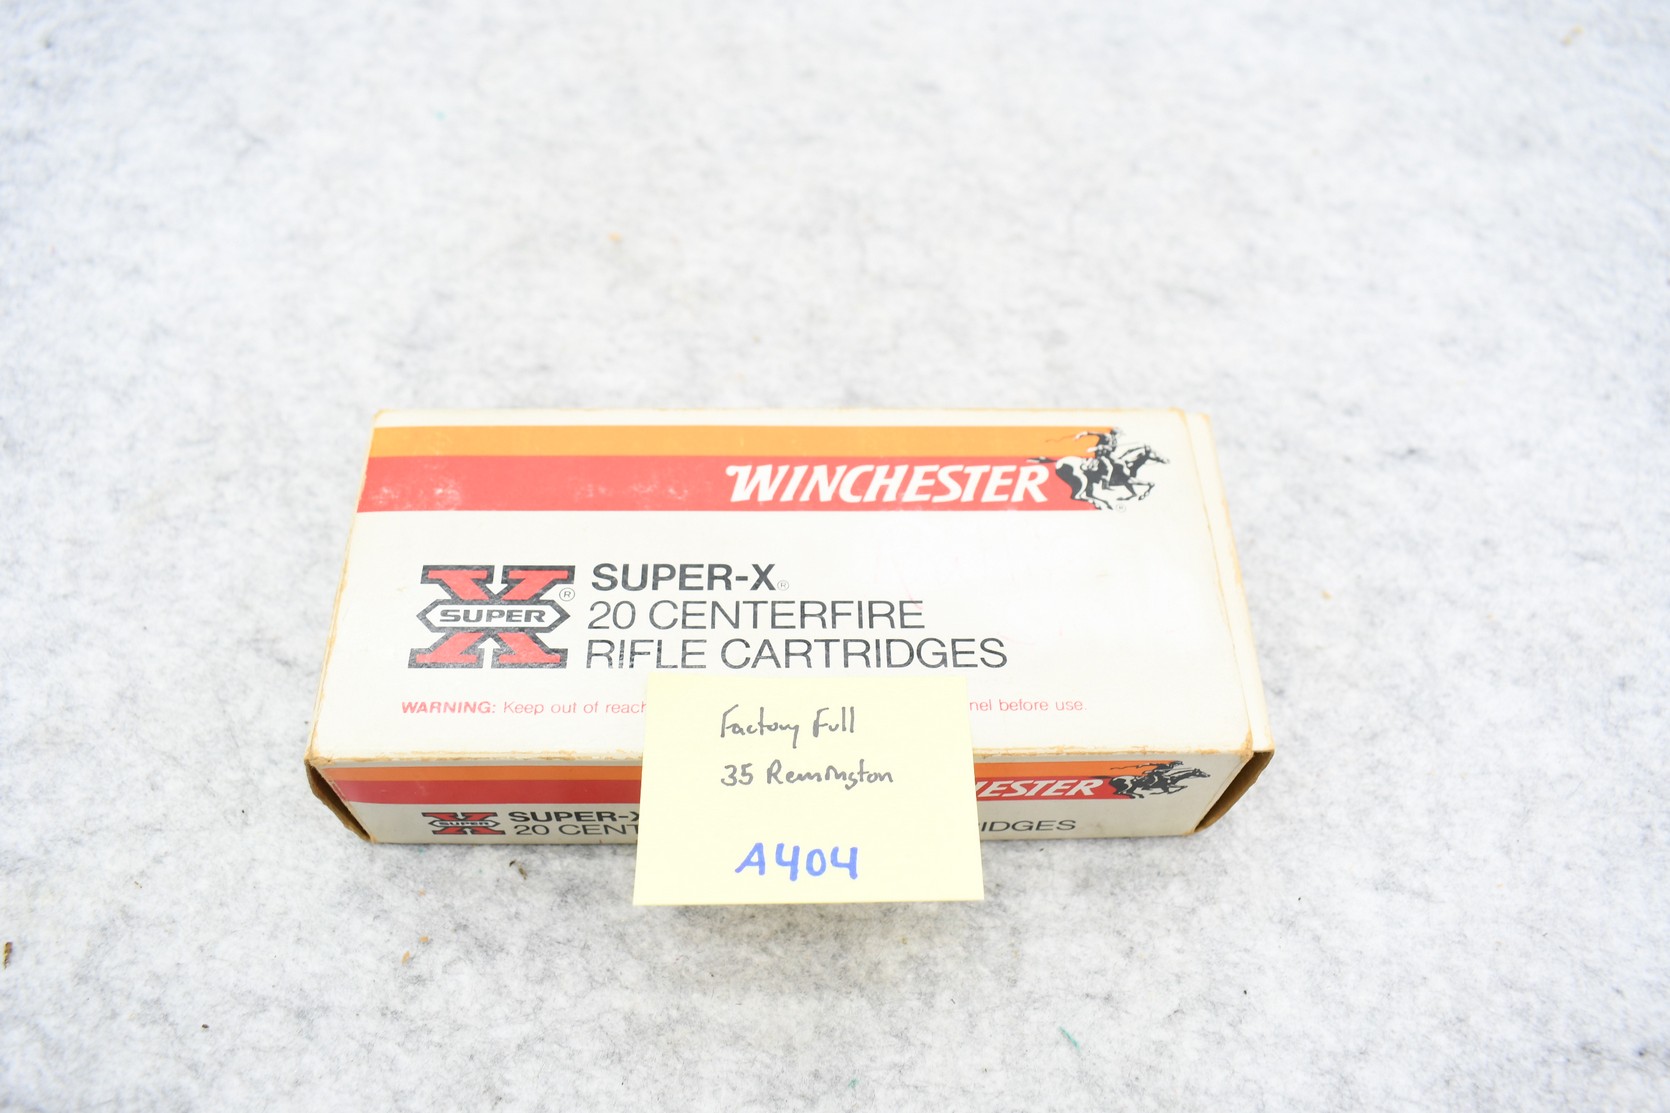 WINCHESTER
®
SUPER ®
SUPER-X®
20 CENTERFIRE
RIFLE CARTRIDGES
WARNING: Keep out of reach nel before use.
Factory Full
35 Remington
A404
ESTER
SUPER
SUPER-X
20 CENT IDGES